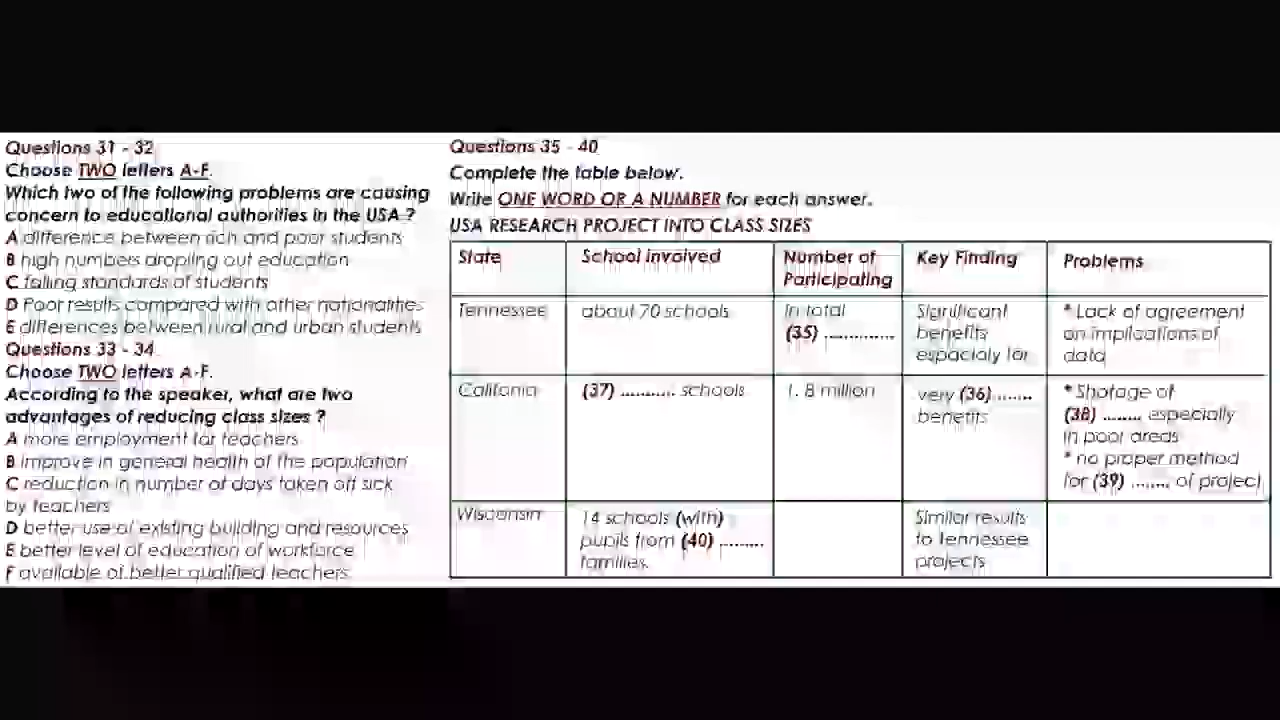 Questions 31 - 32
Choose TWO letters A-F.
Which two of the following problems are causing
concern to educational authorities in the USA ?
A difference between rich and poor students
B high numbers dropling out education
C falling standards of students
D Poor results compared with other nationalities
E differences between rural and urban students
Questions 33 - 34
Choose TWO letters A-F.
According to the speaker, what are two
advantages of reducing class sizes ?
A more employment for teachers
B improve in general health of the population
C reduction in number of days taken off sick
by teachers
D better use of existing building and resources
E better level of education of workforce
F available of better qualified teachers
Questions 35 - 40
Complete the table below.
Write ONE WORD OR A NUMBER for each answer.
USA RESEARCH PROJECT INTO CLASS SIZES
State
School Involved
Number of
Participating
Key Finding
Problems
Tennessee
about 70 schools
in total
(35) ..............
Significant
benefits
espacialy for
* Lack of agreement
on implications of
data
Califonia
(37) ........... schools
1. 8 million
very (36) .......
benefits
* Shotage of
(38) ........ especially
in poor areas
* no proper method
for (39) ........ of project
Wisconsin
14 schools (with)
pupils from (40) .........
families.
Similar results
to Tennessee
projects